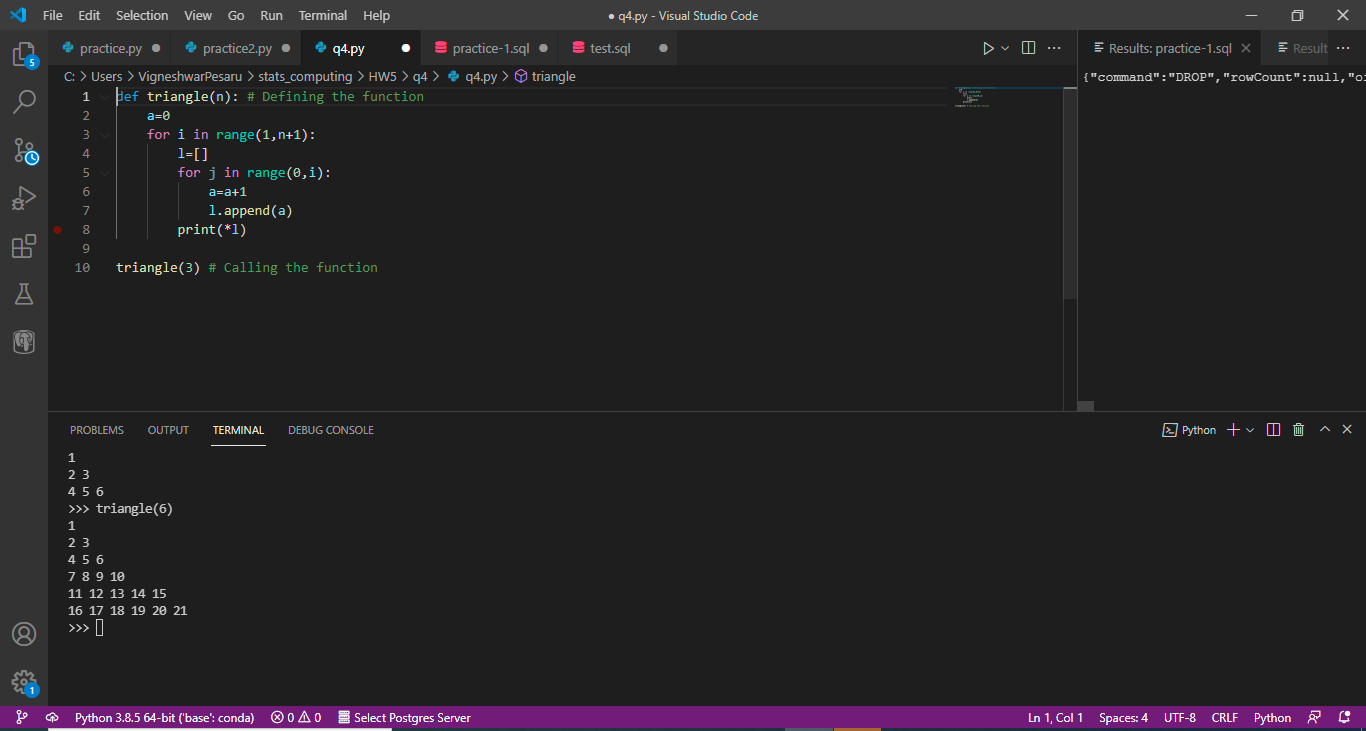 File Edit Selection View Go Run Terminal Help ● q4.py - Visual Studio Code
practice.py practice2.py q4.py practice-1.sql test.sql Results: practice-1.sql Result
C: > Users > VigneshwarPesaru > stats_computing > HW5 > q4 > q4.py > triangle
{"command":"DROP","rowCount":null,"oi
1 def triangle(n): # Defining the function
2 a=0
3 for i in range(1,n+1):
4 l=[]
5 for j in range(0,i):
6 a=a+1
7 l.append(a)
8 print(*l)
9
10 triangle(3) # Calling the function
5
PROBLEMS OUTPUT TERMINAL DEBUG CONSOLE Python
1
2 3
4 5 6
>>> triangle(6)
1
2 3
4 5 6
7 8 9 10
11 12 13 14 15
16 17 18 19 20 21
>>>
1
Python 3.8.5 64-bit ('base': conda) 0 0 Select Postgres Server Ln 1, Col 1 Spaces: 4 UTF-8 CRLF Python